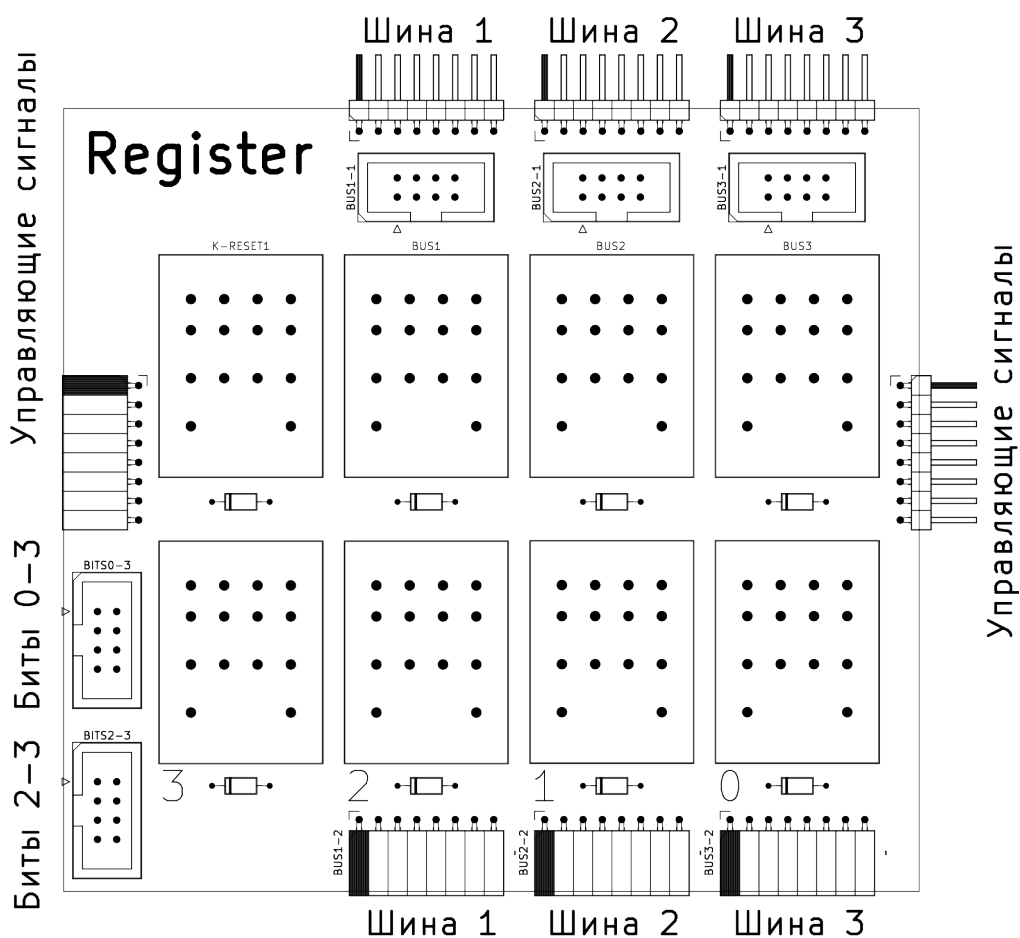 Шина 1
Шина 2
Шина 3
Управляющие сигналы
Register
BUS1-1
BUS2-1
BUS3-1
K-RESET1
BUS1
BUS2
BUS3
Управляющие сигналы
Биты 0-3
BITS0-3
Биты 2-3
BITS2-3
3
2
1
0
BUS1-2
~
BUS2-2
~
BUS3-2
~
Шина 1
Шина 2
Шина 3